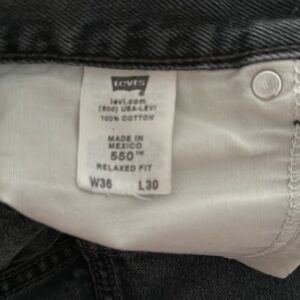 Levi's
levi.com
(800) USA-LEVI
100% COTTON
MADE IN
MEXICO
550™
RELAXED FIT
W36 L30